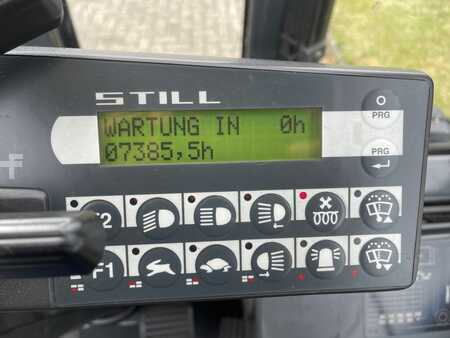 STILL
WARTUNG IN 0h
07385,5h
PRG
PRG
F2
F1